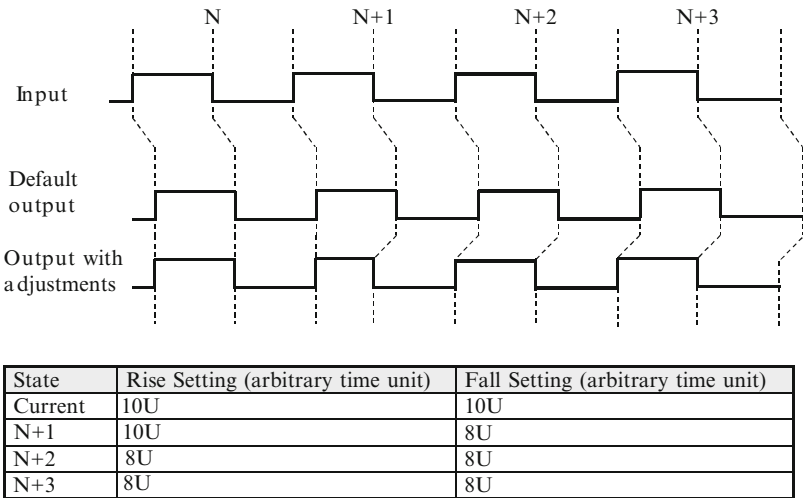 N N+1 N+2 N+3
Input
Default
output
Output with
adjustments
State Rise Setting (arbitrary time unit) Fall Setting (arbitrary time unit)
Current 10U 10U
N+1 10U 8U
N+2 8U 8U
N+3 8U 8U